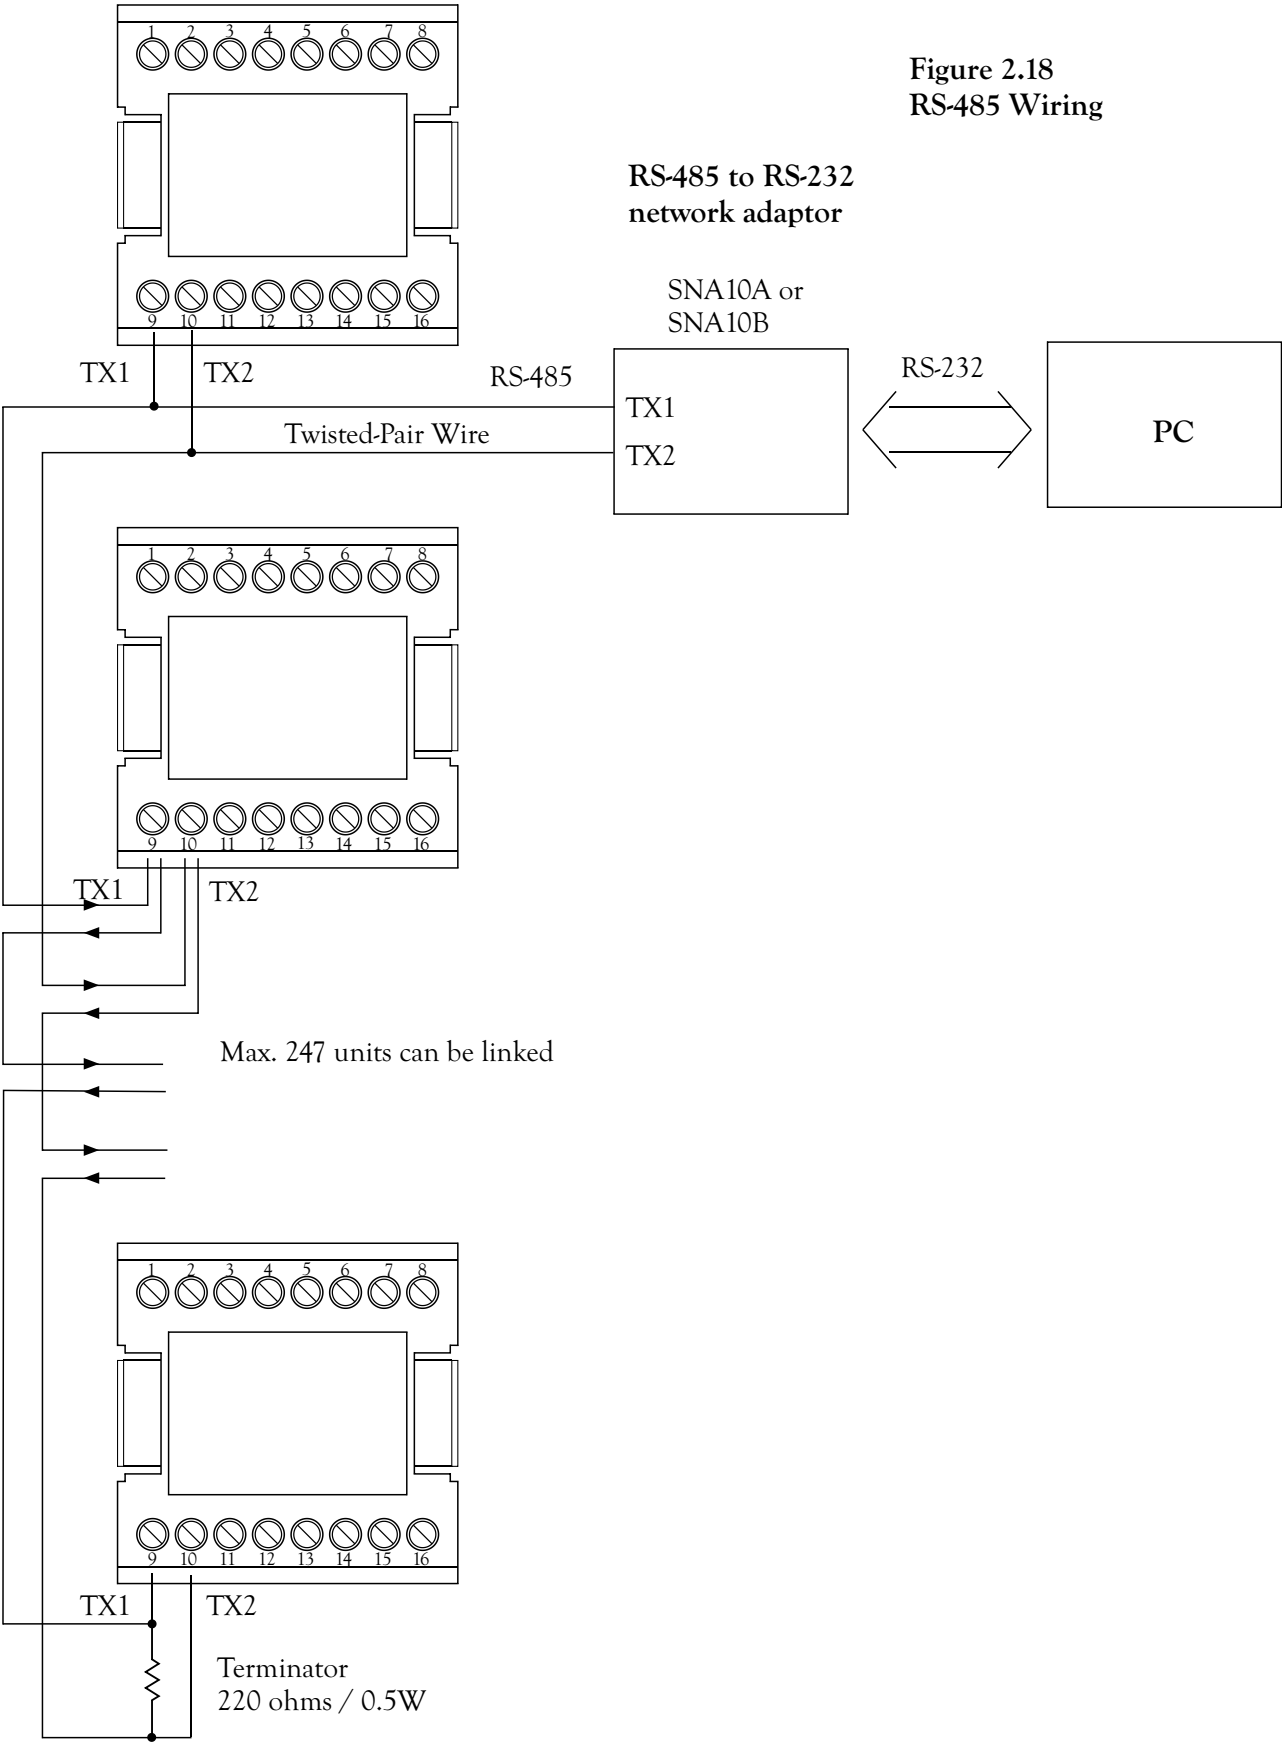 1 2 3 4 5 6 7 8
Figure 2.18
RS-485 Wiring
RS-485 to RS-232
network adaptor
SNA10A or
SNA10B
9 10 11 12 13 14 15 16
TX1 TX2
RS-485
RS-232
TX1
Twisted-Pair Wire
TX2
PC
1 2 3 4 5 6 7 8
9 10 11 12 13 14 15 16
TX1 TX2
Max. 247 units can be linked
1 2 3 4 5 6 7 8
9 10 11 12 13 14 15 16
TX1 TX2
Terminator
220 ohms / 0.5W